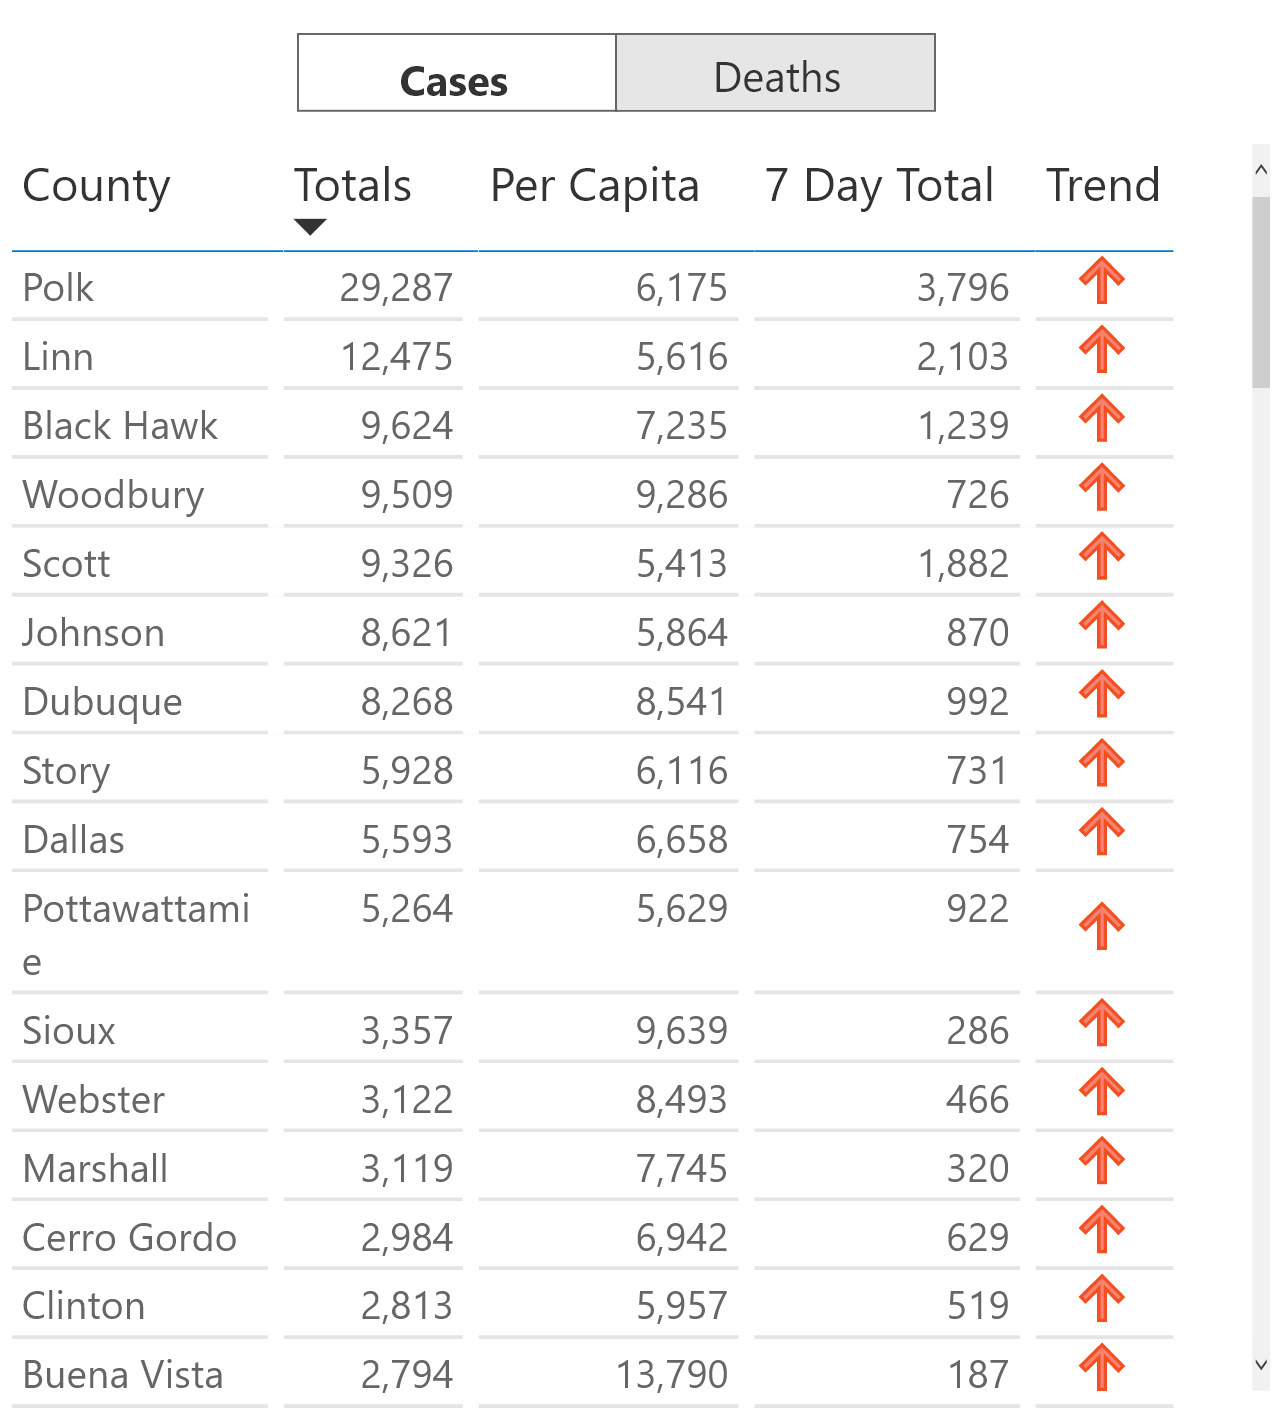 Cases Deaths
County Totals Per Capita 7 Day Total Trend
Polk 29,287 6,175 3,796
Linn 12,475 5,616 2,103
Black Hawk 9,624 7,235 1,239
Woodbury 9,509 9,286 726
Scott 9,326 5,413 1,882
Johnson 8,621 5,864 870
Dubuque 8,268 8,541 992
Story 5,928 6,116 731
Dallas 5,593 6,658 754
Pottawattami 5,264 5,629 922
e
Sioux 3,357 9,639 286
Webster 3,122 8,493 466
Marshall 3,119 7,745 320
Cerro Gordo 2,984 6,942 629
Clinton 2,813 5,957 519
Buena Vista 2,794 13,790 187